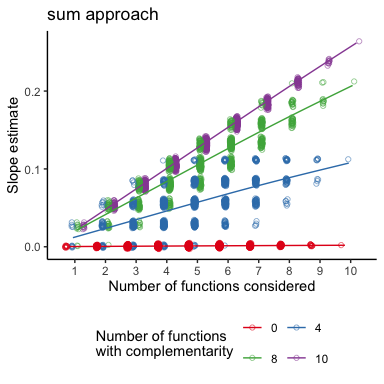 sum approach
Slope estimate
0.2
0.1
0.0
1 2 3 4 5 6 7 8 9 10
Number of functions considered
Number of functions
with complementarity
0 4
8 10